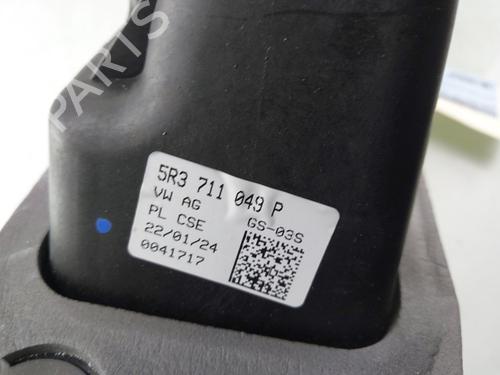 PARTS
5R3 711 049 P
VW AG GS-03S
PL CSE
22/01/24
0041717